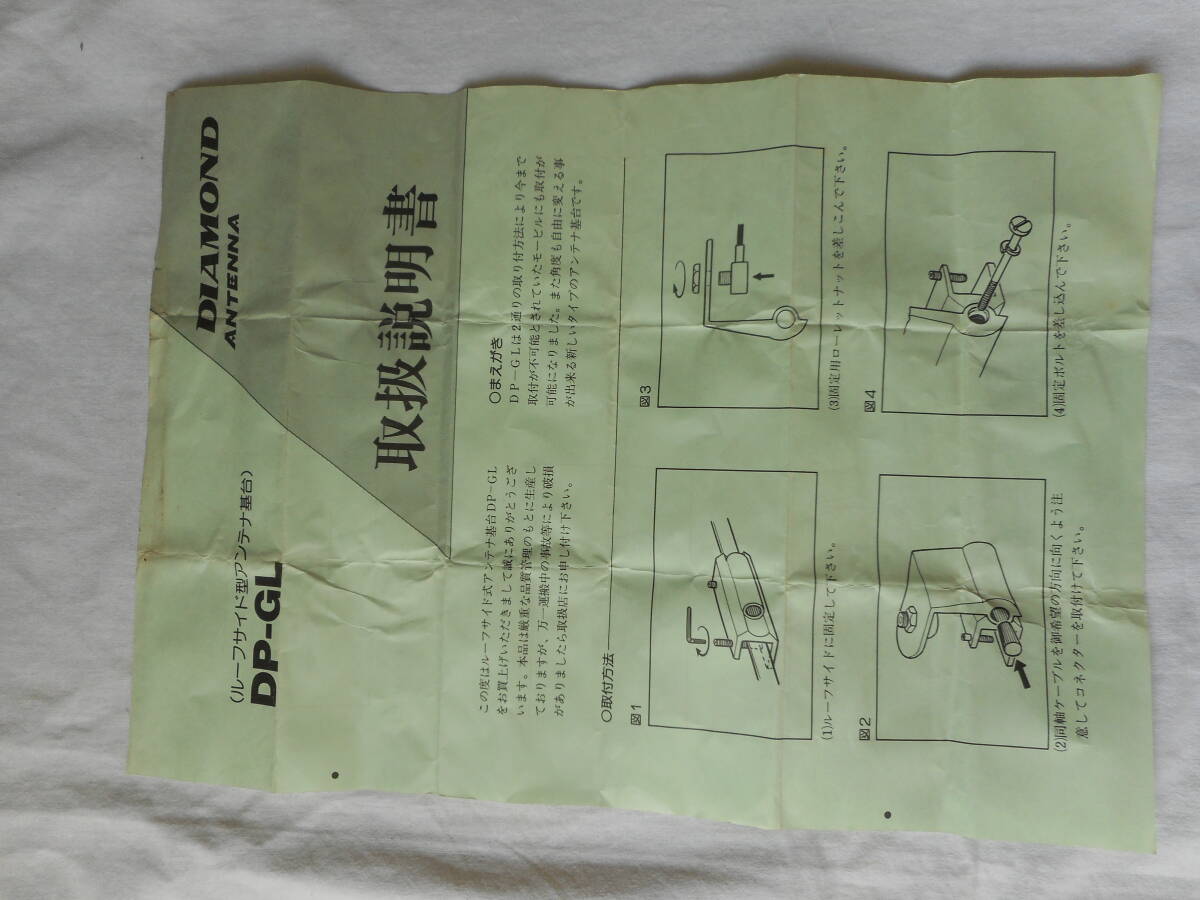 (ルーフサイド型アンテナ基台)
DP-GL
DIAMOND
ANTENNA
取扱説明書
この度はルーフサイド式アンテナ基台DP-GL
をお買上げいただきまして誠にありがとうござ
います。本品は厳重な品質管理のもとに生産し
ておりますが、万一運搬中の事故等により破損
がありましたら取扱店にお申し付け下さい。
○まえがき
DP-GLは2通りの取り付方法により今まで
取付が不可能とされていたモービルにも取付が
可能になりました。また角度も自由に変える事
が出来る新しいタイプのアンテナ基台です。
○取付方法
図1
(1)ルーフサイドに固定して下さい。
図2
(2)同軸ケーブルを御希望の方向に向くよう注
意してコネクターを取付けて下さい。
図3
(3)固定用ローレットナットを差しこんで下さい。
図4
(4)固定ボルトを差し込んで下さい。